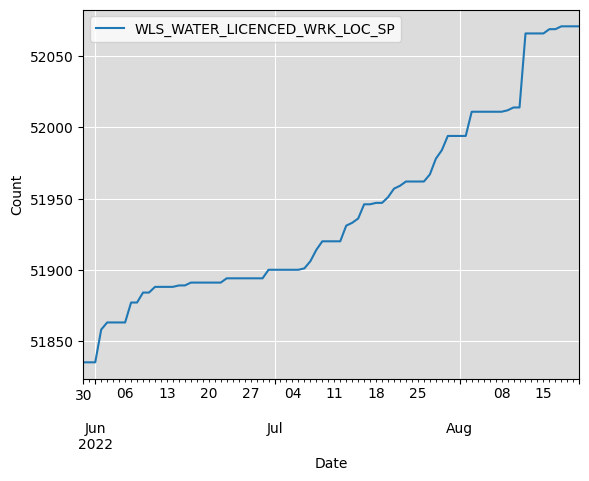 WLS_WATER_LICENCED_WRK_LOC_SP
52050
52000
51950
51900
51850
Count
30 06 13 20 27 04 11 18 25 08 15
Jun Jul Aug
2022
Date